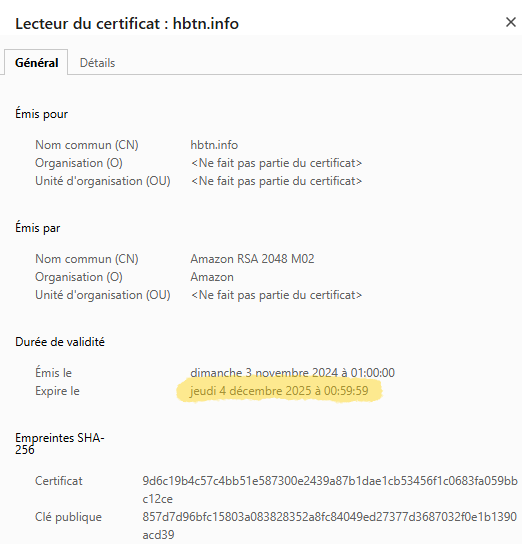 Lecteur du certificat : hbtn.info
Général Détails
Émis pour
Nom commun (CN) hbtn.info
Organisation (O) <Ne fait pas partie du certificat>
Unité d'organisation (OU) <Ne fait pas partie du certificat>
Émis par
Nom commun (CN) Amazon RSA 2048 M02
Organisation (O) Amazon
Unité d'organisation (OU) <Ne fait pas partie du certificat>
Durée de validité
Émis le dimanche 3 novembre 2024 à 01:00:00
Expire le jeudi 4 décembre 2025 à 00:59:59
Empreintes SHA-
256
Certificat 9d6c19b4c57c4bb51e587300e2439a87b1dae1cb53456f1c0683fa059bb
c12ce
Clé publique 857d7d96bfc15803a083828352a8fc84049ed27377d3687032f0e1b1390
acd39